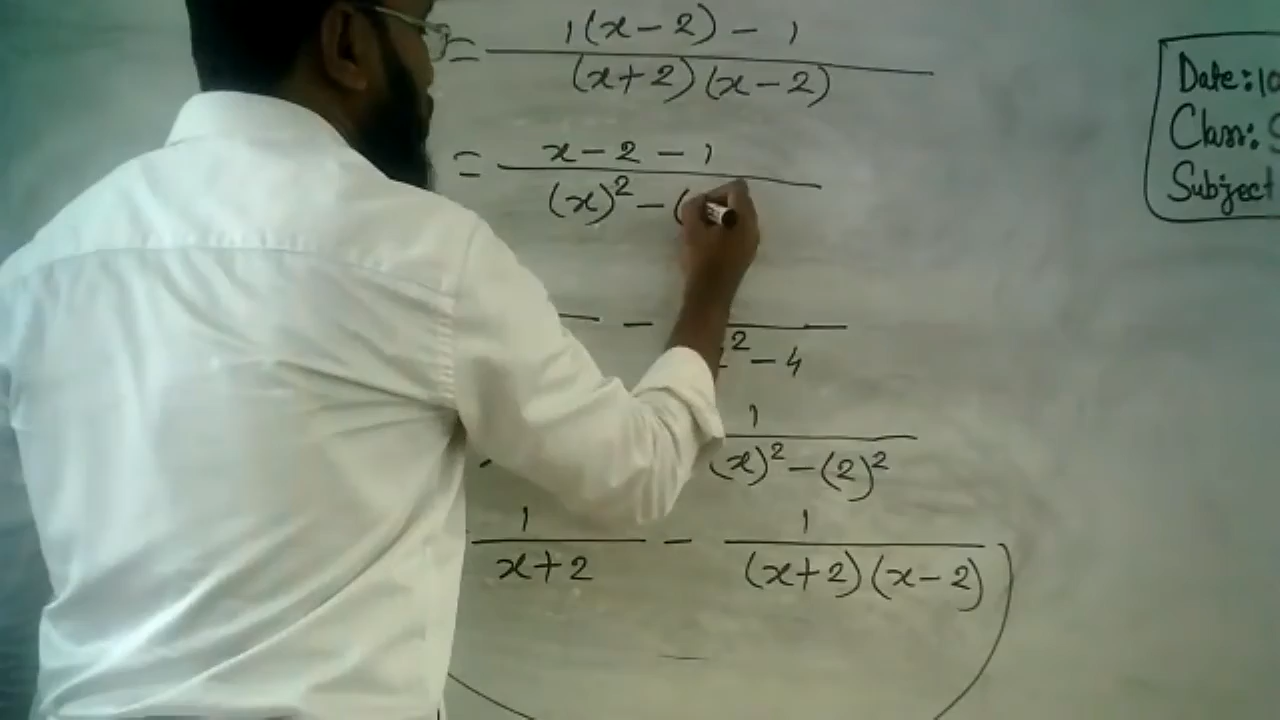 = 1(x-2) - 1
(x+2)(x-2)
= x-2-1
(x)² - (
- 
² - 4
1
(x)² - (2)²
1 - 1
x+2 (x+2)(x-2)
Date: 10
Class:
Subject